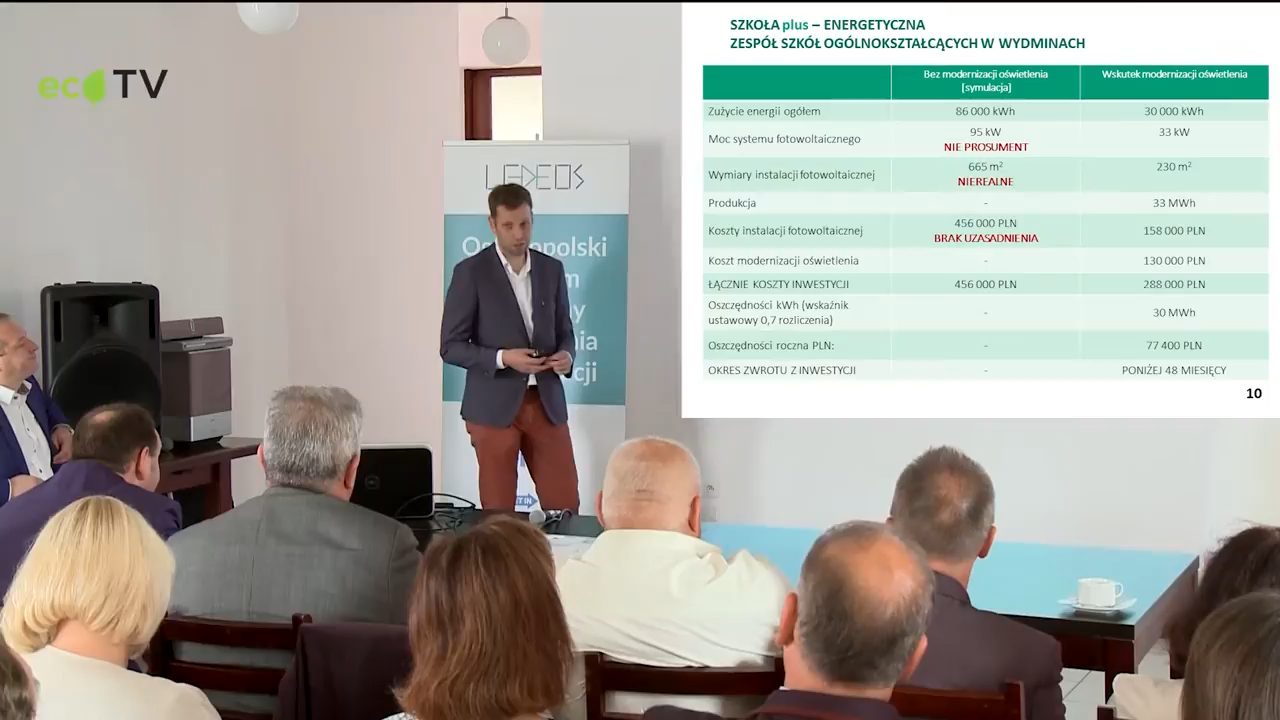 SZKOŁA plus – ENERGETYCZNA
ZESPÓŁ SZKÓŁ OGÓLNOKSZTAŁCĄCYCH W WYDMINACH
Bez modernizacji oświetlenia [symulacja]
Wskutek modernizacji oświetlenia
Zużycie energii ogółem 86 000 kWh 30 000 kWh
Moc systemu fotowoltaicznego 95 kW NIE PROSUMENT 33 kW
Wymiary instalacji fotowoltaicznej 665 m² NIEREALNE 230 m²
Produkcja - 33 MWh
Koszty instalacji fotowoltaicznej 456 000 PLN BRAK UZASADNIENIA 158 000 PLN
Koszt modernizacji oświetlenia - 130 000 PLN
ŁĄCZNIE KOSZTY INWESTYCJI 456 000 PLN 288 000 PLN
Oszczędności kWh (wskaźnik ustawowy 0,7 rozliczenia) - 30 MWh
Oszczędności roczna PLN: - 77 400 PLN
OKRES ZWROTU Z INWESTYCJI - PONIŻEJ 48 MIESIĘCY
10
eco TV
LEDEOS